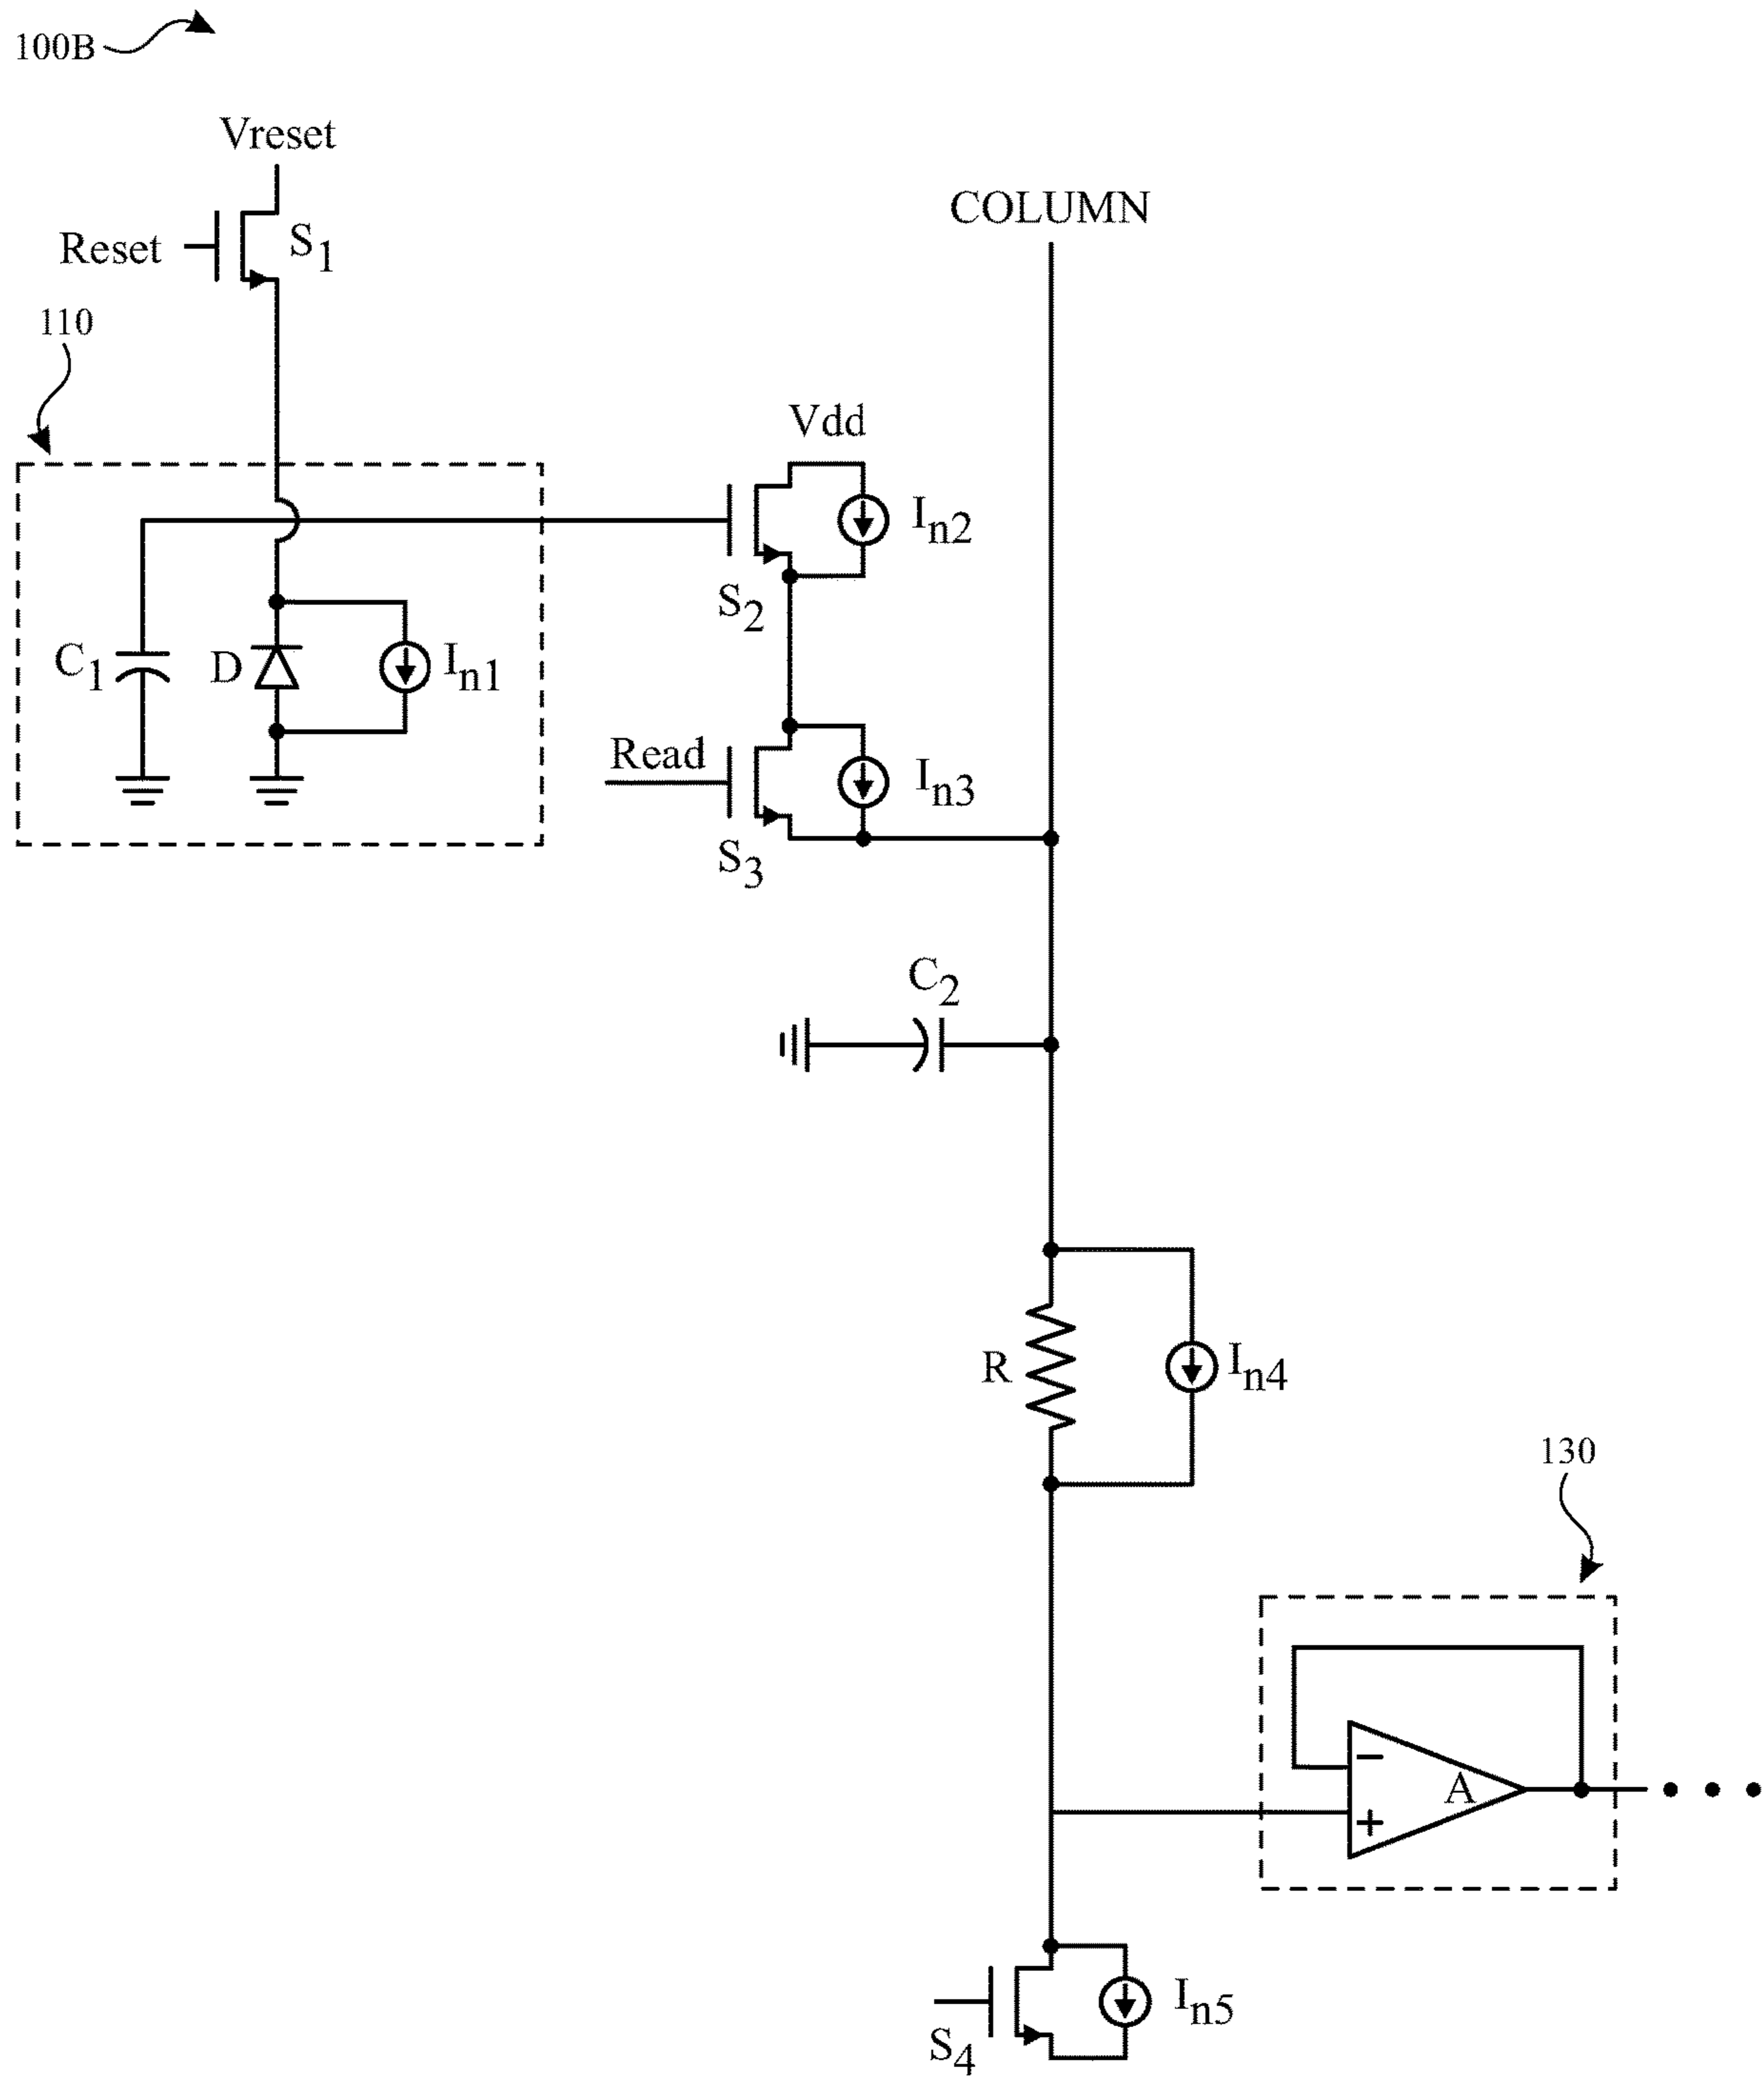 100B
Vreset
COLUMN
Reset
S1
110
Vdd
In2
S2
C1
D
In1
Read
In3
S3
C2
R
In4
130
−
A
+
In5
S4